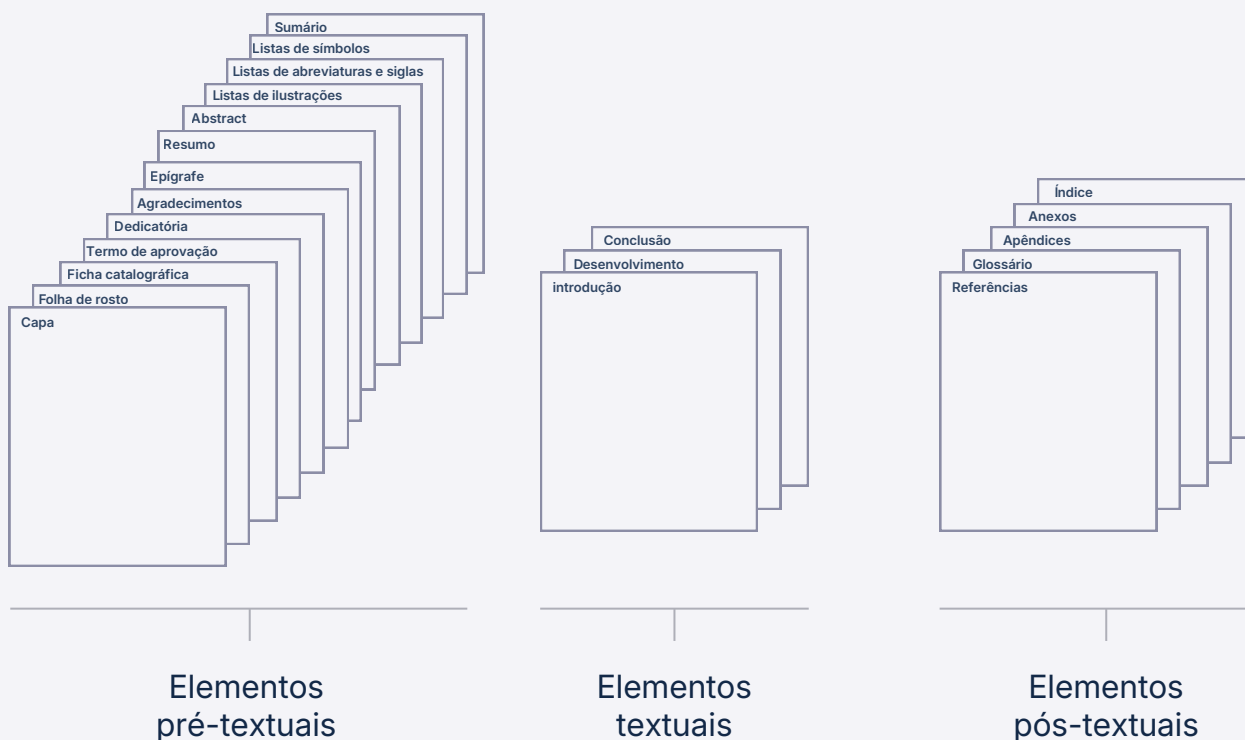 Sumário
Listas de símbolos
Listas de abreviaturas e siglas
Listas de ilustrações
Abstract
Resumo
Epígrafe
Agradecimentos
Dedicatória
Termo de aprovação
Ficha catalográfica
Folha de rosto
Capa
Elementos
pré-textuais
Conclusão
Desenvolvimento
introdução
Elementos
textuais
Índice
Anexos
Apêndices
Glossário
Referências
Elementos
pós-textuais